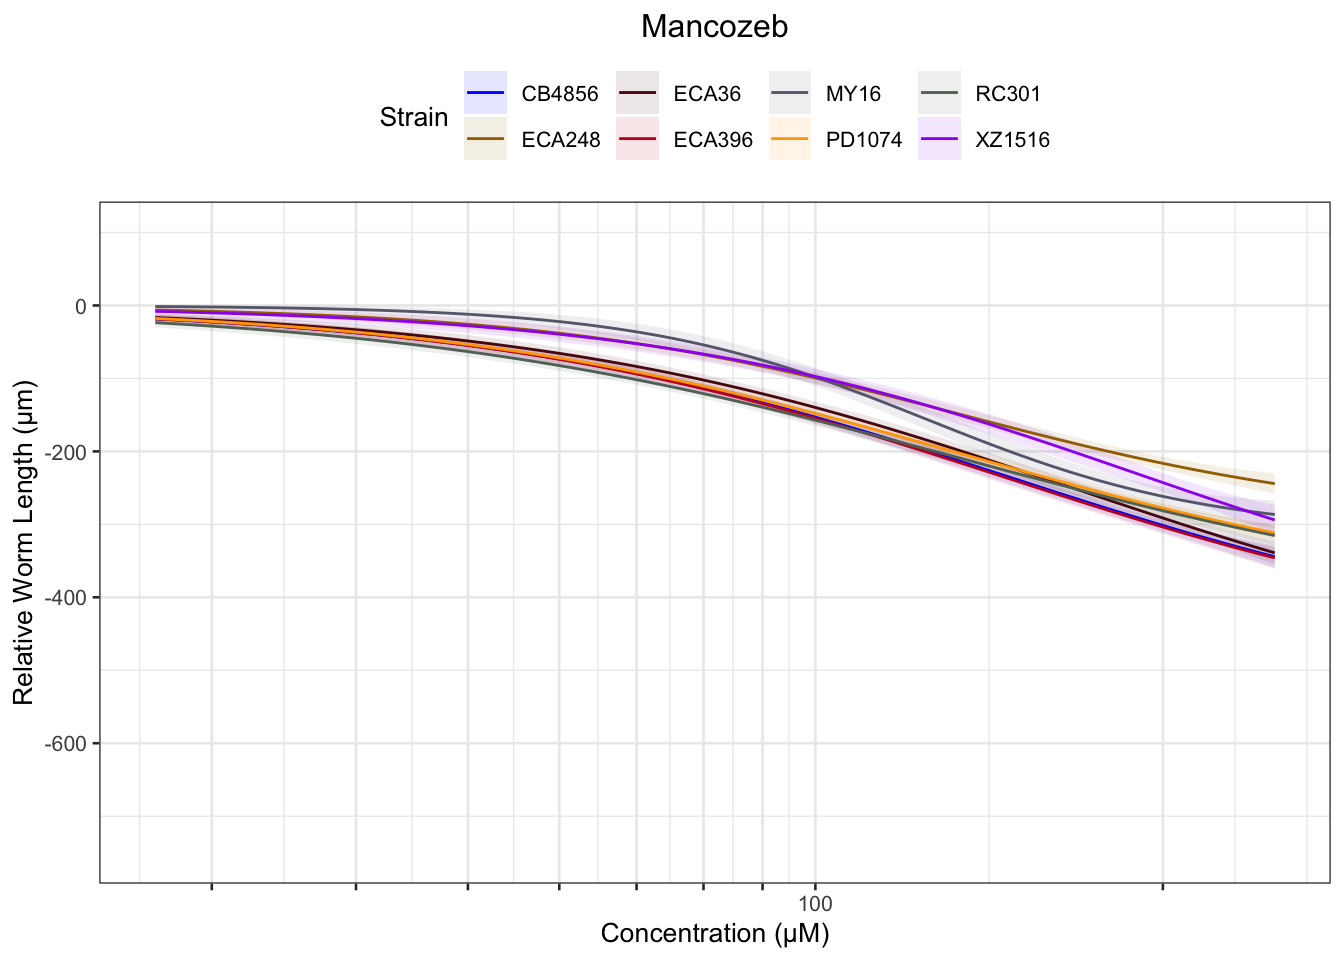 Mancozeb
Strain
CB4856 ECA36 MY16 RC301
ECA248 ECA396 PD1074 XZ1516
Relative Worm Length (µm)
0
-200
-400
-600
100
Concentration (µM)